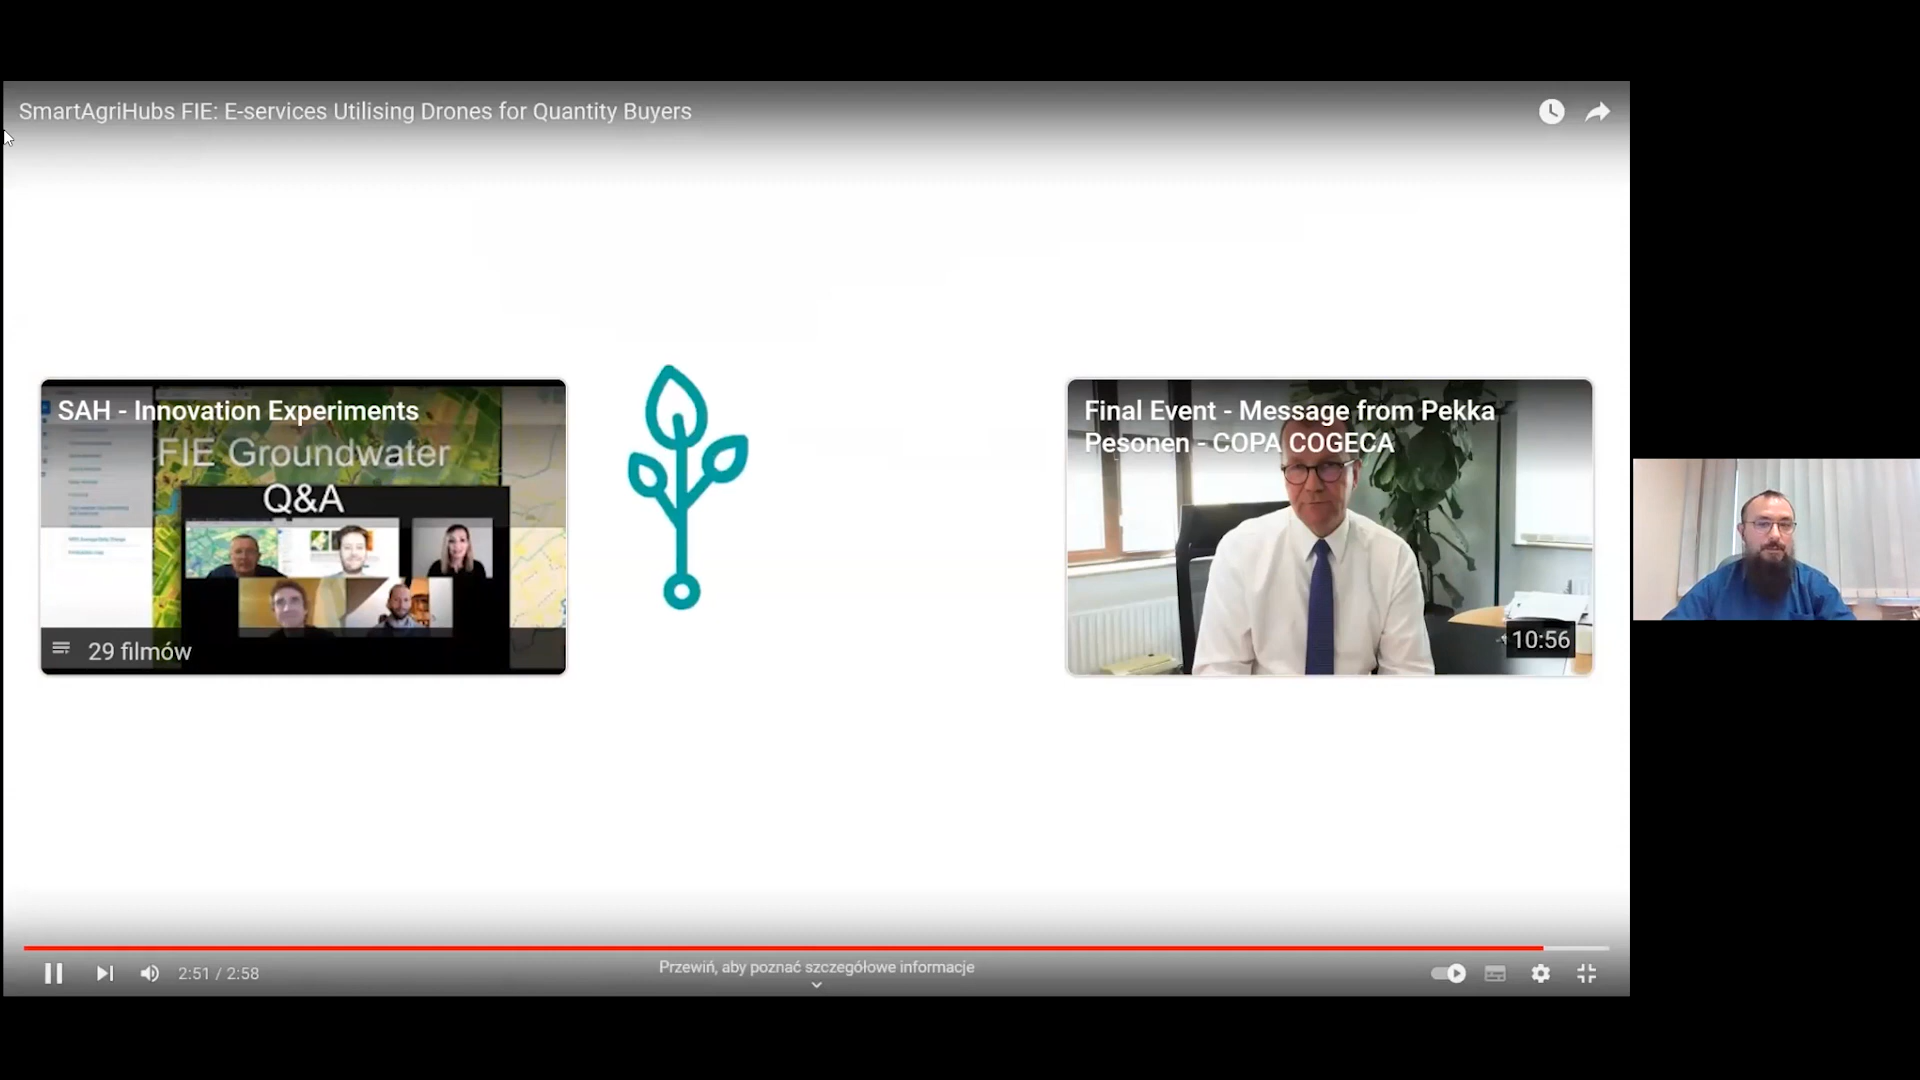 SmartAgriHubs FIE: E-services Utilising Drones for Quantity Buyers
SAH - Innovation Experiments
FIE Groundwater
Q&A
29 filmów
Final Event - Message from Pekka
Pesonen - COPA COGECA
10:56
2:51 / 2:58
Przewiń, aby poznać szczegółowe informacje